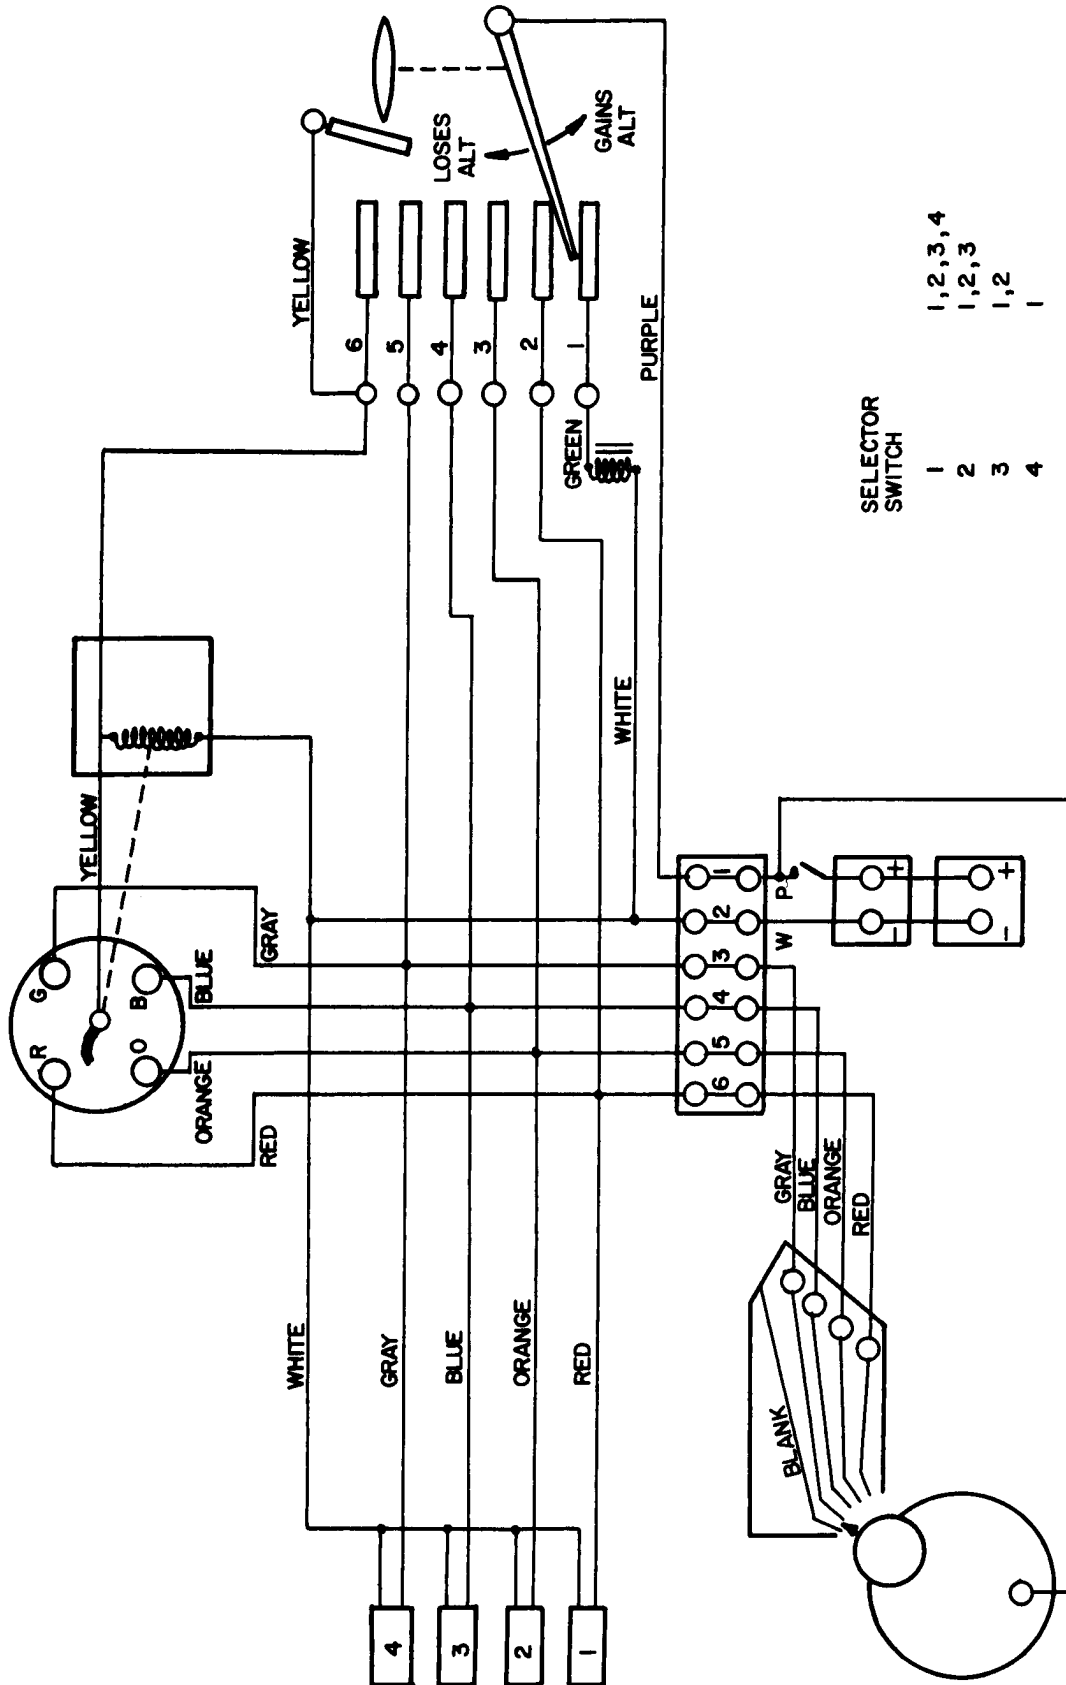 YELLOW
R
G
O
B
YELLOW
RED
ORANGE
BLUE
GRAY
LOSES
ALT
GAINS
ALT
6
5
4
3
2
1
GREEN
PURPLE
WHITE
WHITE
GRAY
BLUE
ORANGE
RED
4
3
2
1
6
5
4
3
2
1
W
P
-
+
-
+
GRAY
BLUE
ORANGE
RED
BLANK
SELECTOR
SWITCH
1 1,2,3,4
2 1,2,3
3 1,2
4 1